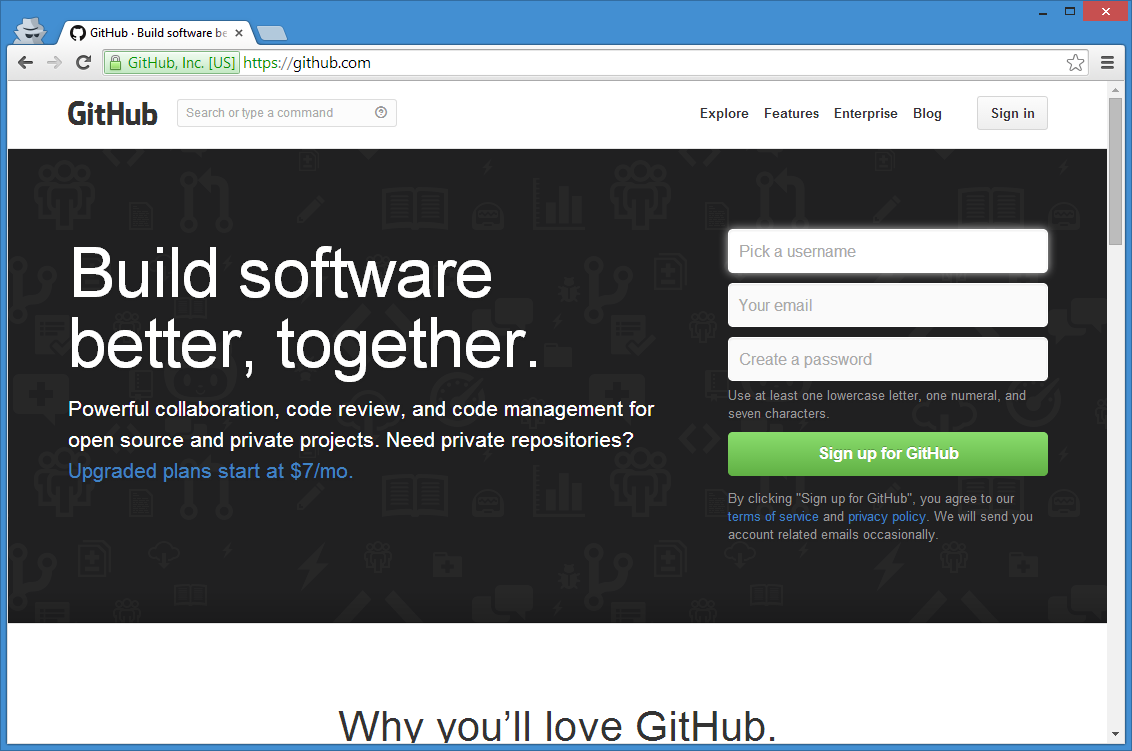 GitHub · Build software be
GitHub, Inc. [US] https://github.com
GitHub
Search or type a command
Explore Features Enterprise Blog Sign in
Build software
better, together.
Powerful collaboration, code review, and code management for
open source and private projects. Need private repositories?
Upgraded plans start at $7/mo.
Pick a username
Your email
Create a password
Use at least one lowercase letter, one numeral, and
seven characters.
Sign up for GitHub
By clicking "Sign up for GitHub", you agree to our
terms of service and privacy policy. We will send you
account related emails occasionally.
Why you’ll love GitHub.